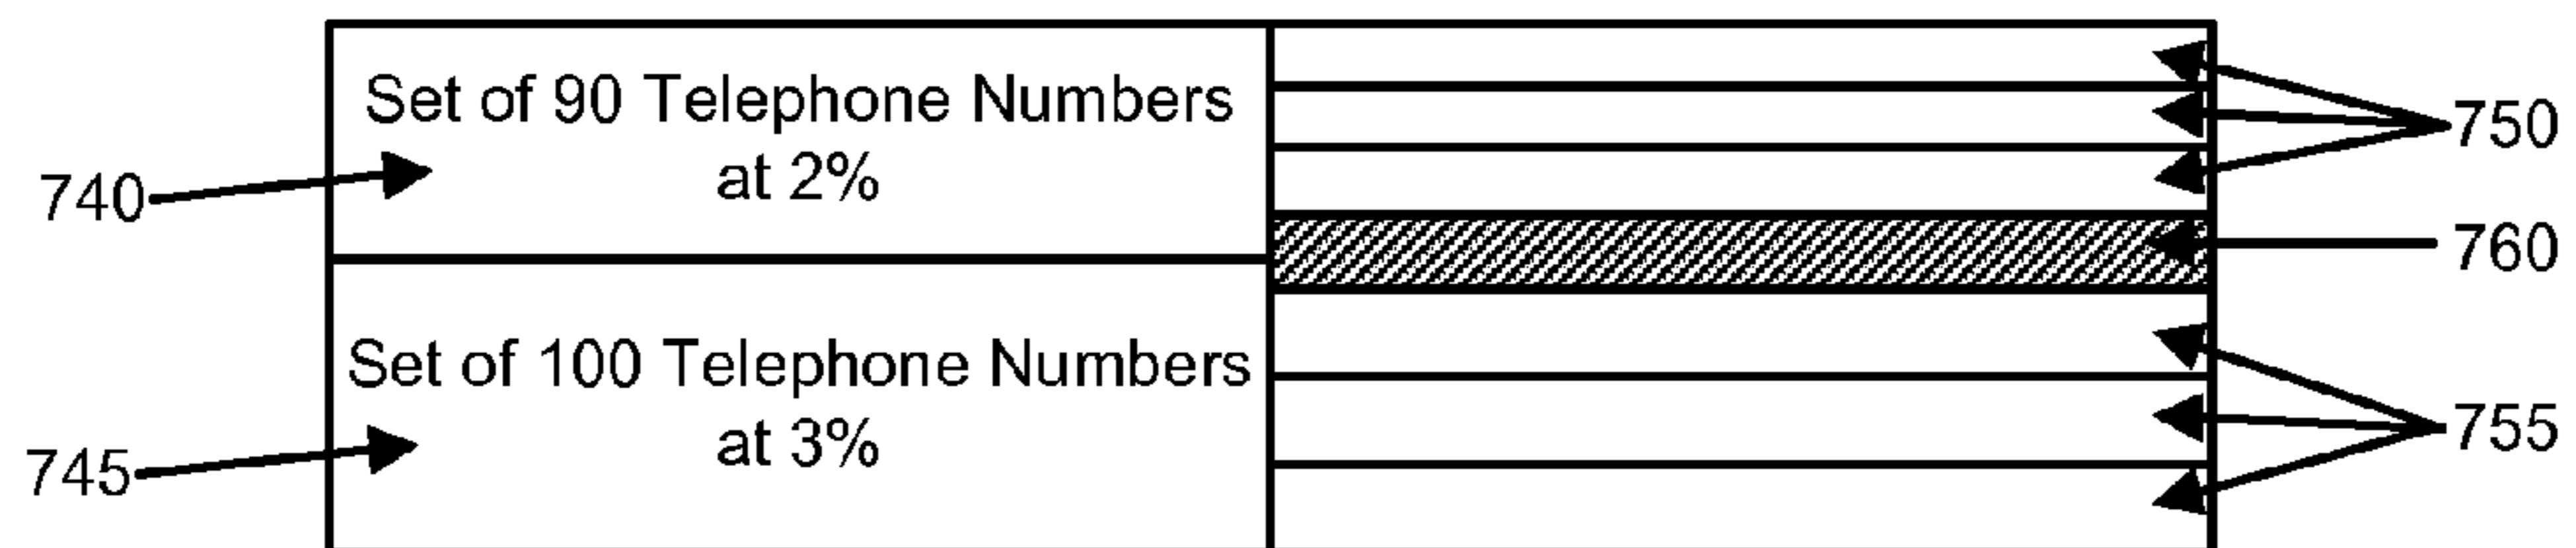 Set of 90 Telephone Numbers
at 2%
740
750
760
Set of 100 Telephone Numbers
at 3%
745
755